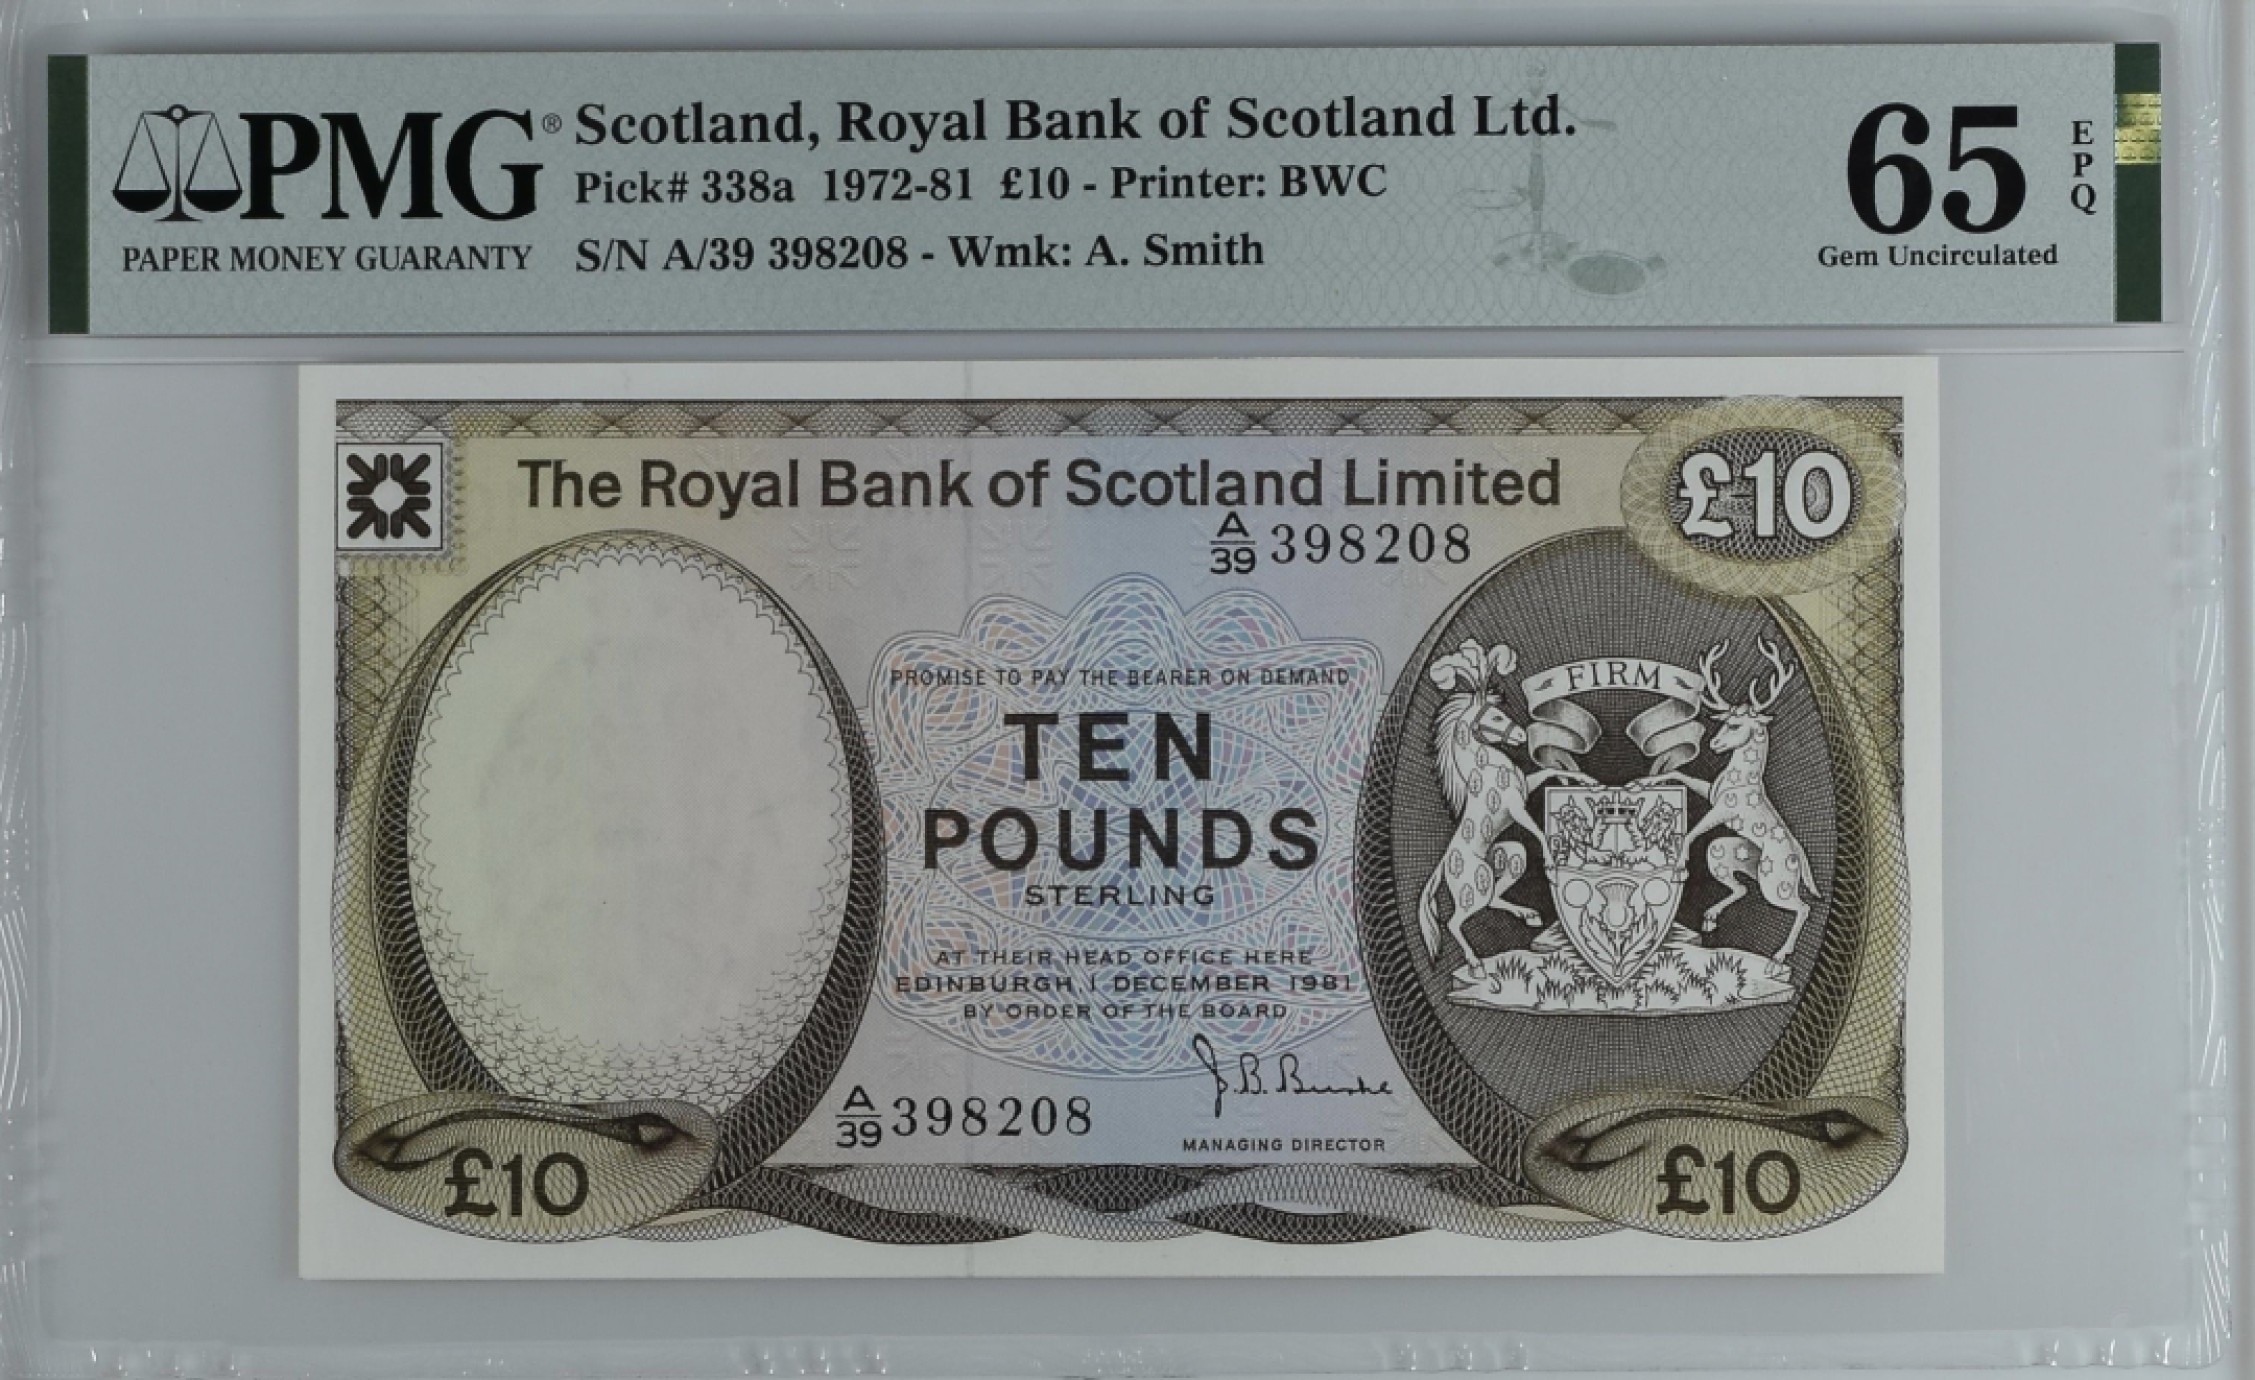 PMG®
PAPER MONEY GUARANTY
Scotland, Royal Bank of Scotland Ltd.
Pick# 338a 1972-81 £10 - Printer: BWC
S/N A/39 398208 - Wmk: A. Smith
65
EPQ
Gem Uncirculated
The Royal Bank of Scotland Limited
£10
A/39 398208
FIRM
PROMISE TO PAY THE BEARER ON DEMAND
TEN
POUNDS
STERLING
AT THEIR HEAD OFFICE HERE
EDINBURGH 1 DECEMBER 1981
BY ORDER OF THE BOARD
J.B. Burke
A/39 398208
MANAGING DIRECTOR
£10
£10